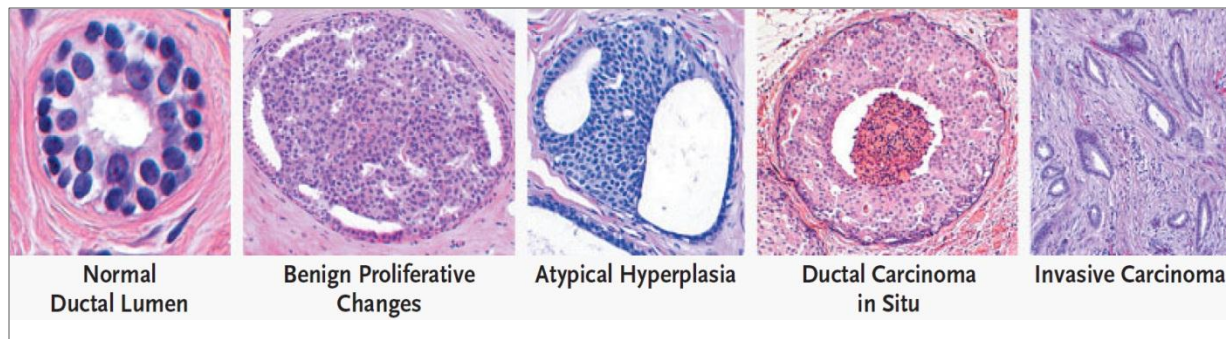 Normal
Ductal Lumen
Benign Proliferative
Changes
Atypical Hyperplasia
Ductal Carcinoma
in Situ
Invasive Carcinoma